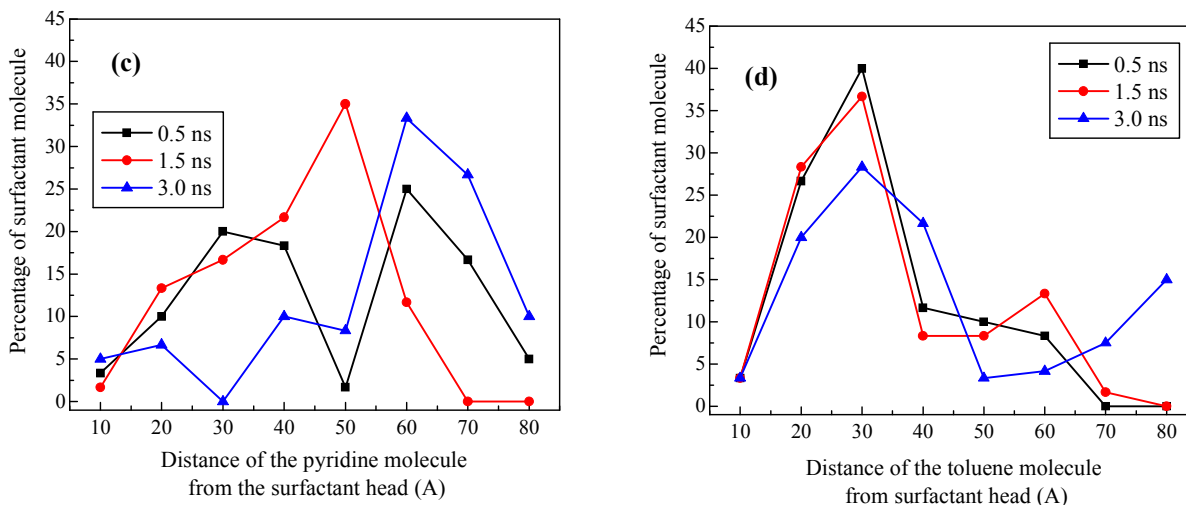 (c)
Percentage of surfactant molecule
45
40
35
30
25
20
15
10
5
0
0.5 ns
1.5 ns
3.0 ns
10 20 30 40 50 60 70 80
Distance of the pyridine molecule
from the surfactant head (A)
(d)
Percentage of surfactant molecule
45
40
35
30
25
20
15
10
5
0
0.5 ns
1.5 ns
3.0 ns
10 20 30 40 50 60 70 80
Distance of the toluene molecule
from surfactant head (A)